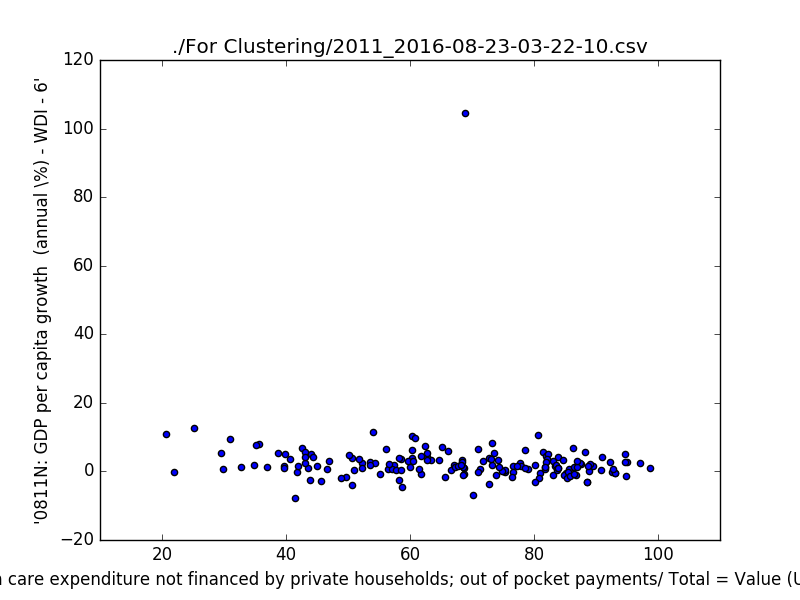 ./For Clustering/2011_2016-08-23-03-22-10.csv
'0811N: GDP per capita growth  (annual \%) - WDI - 6'
120
100
80
60
40
20
0
−20
20 40 60 80 100
care expenditure not financed by private households; out of pocket payments/ Total = Value (U